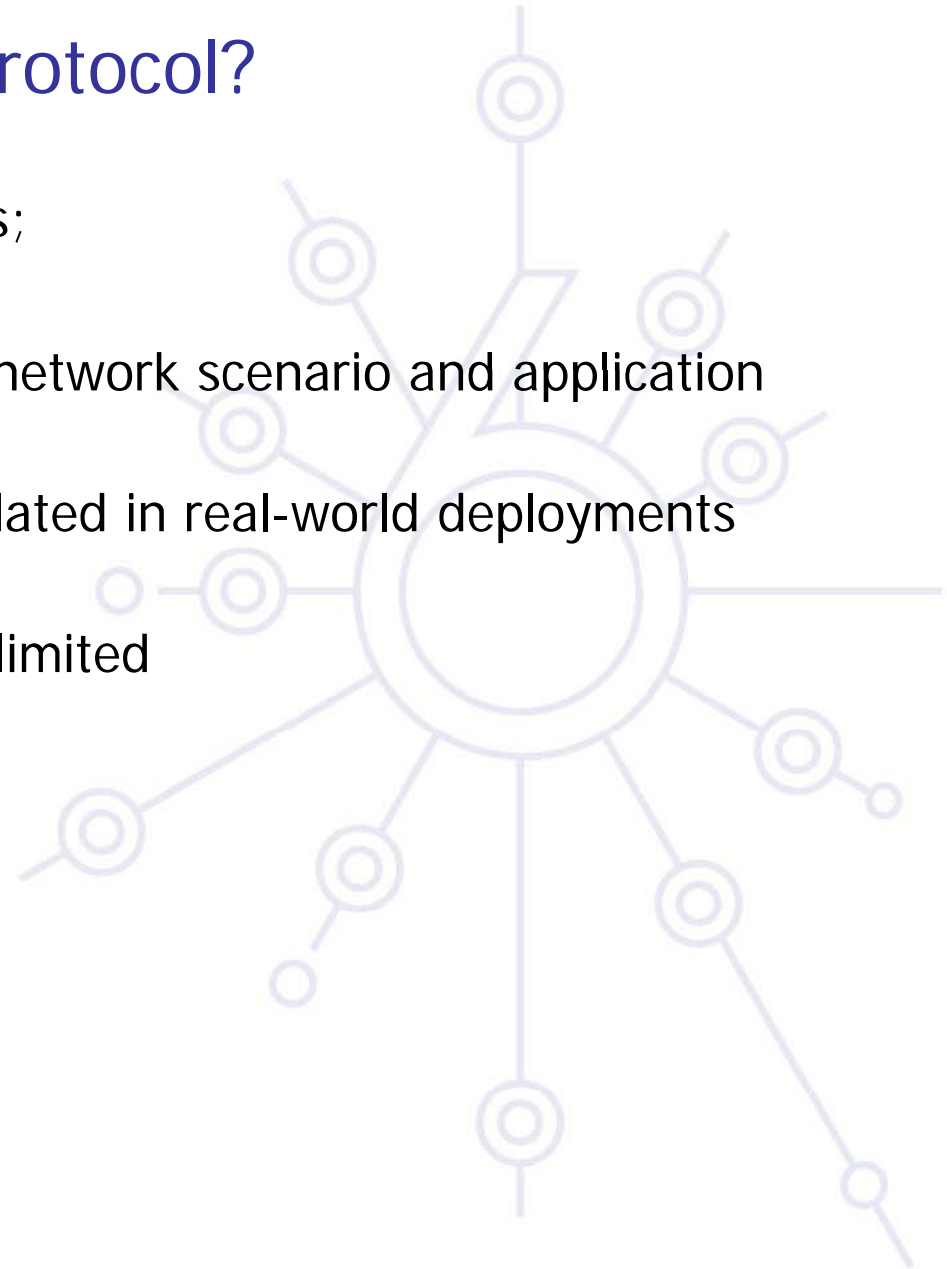 rotocol?
s;
network scenario and application
lated in real-world deployments
limited